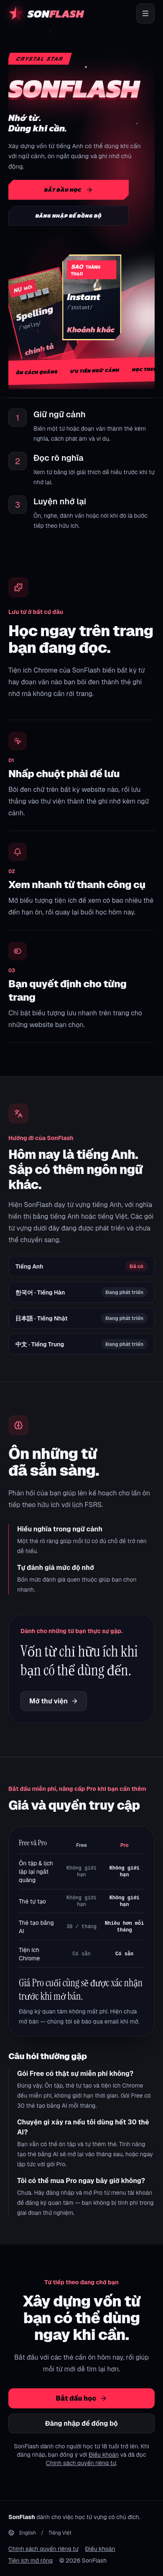 SONFLASH
CRYSTAL STAR
SONFLASH
Nhớ từ.
Dùng khi cần.
Xây dựng vốn từ tiếng Anh có thể dùng khi cần
với ngữ cảnh, ôn ngắt quãng và ghi nhớ chủ
động.
BẮT ĐẦU HỌC
ĐĂNG NHẬP ĐỂ ĐỒNG BỘ
NỤ MỚI
Spelling
chính tả
SAO THÀNH THẠO
Instant
/ˈɪnstənt/
Khoảnh khắc
ÔN CÁCH QUÃNG
ƯU TIÊN NGỮ CẢNH
1
Giữ ngữ cảnh
Biến một từ hoặc đoạn văn thành thẻ kèm
nghĩa, cách phát âm và ví dụ.
2
Đọc rõ nghĩa
Xem từ bằng lời giải thích dễ hiểu trước khi tự
nhớ lại.
3
Luyện nhớ lại
Ôn, nghe, đánh vần hoặc nói khi đó là bước
tiếp theo hữu ích.
Lưu từ ở bất cứ đâu
Học ngay trên trang
bạn đang đọc.
Tiện ích Chrome của SonFlash biến bất kỳ từ
hay đoạn văn nào bạn bôi đen thành thẻ ghi
nhớ mà không cần rời trang.
01
Nhấp chuột phải để lưu
Bôi đen chữ trên bất kỳ website nào, rồi lưu
thẳng vào thư viện thành thẻ ghi nhớ kèm ngữ
cảnh.
02
Xem nhanh từ thanh công cụ
Mở biểu tượng tiện ích để xem có bao nhiêu thẻ
đến hạn ôn, rồi quay lại buổi học hôm nay.
03
Bạn quyết định cho từng
trang
Chỉ bật biểu tượng lưu nhanh trên trang cho
những website bạn chọn.
Hướng đi của SonFlash
Hôm nay là tiếng Anh.
Sắp có thêm ngôn ngữ
khác.
Hiện SonFlash dạy từ vựng tiếng Anh, với nghĩa
hiển thị bằng tiếng Anh hoặc tiếng Việt. Các gói
từ vựng dưới đây đang được phát triển và chưa
thể chuyển sang.
Tiếng Anh
Đã có
한국어 · Tiếng Hàn
Đang phát triển
日本語 · Tiếng Nhật
Đang phát triển
中文 · Tiếng Trung
Đang phát triển
Ôn những từ
đã sẵn sàng.
Phản hồi của bạn giúp lên kế hoạch cho lần ôn
tiếp theo hữu ích với lịch FSRS.
Hiểu nghĩa trong ngữ cảnh
Một thẻ rõ ràng giúp mỗi từ có đủ chỗ để trở nên
dễ hiểu.
Tự đánh giá mức độ nhớ
Bốn mức đánh giá quen thuộc giúp bạn chọn
nhanh.
Dành cho những từ bạn thực sự gặp.
Vốn từ chỉ hữu ích khi
bạn có thể dùng đến.
Mở thư viện
Bắt đầu miễn phí, nâng cấp Pro khi bạn cần thêm
Giá và quyền truy cập
Free và Pro
Free
Pro
Ôn tập & lịch
lặp lại ngắt
quãng
Không giới
hạn
Không giới
hạn
Thẻ tự tạo
Không giới
hạn
Không giới
hạn
Thẻ tạo bằng
AI
30 / tháng
Nhiều hơn mỗi
tháng
Tiện ích
Chrome
Có sẵn
Có sẵn
Giá Pro cuối cùng sẽ được xác nhận
trước khi mở bán.
Đăng ký quan tâm không mất phí. Hiện chưa
mở bán — chúng tôi sẽ báo qua email khi mở.
Câu hỏi thường gặp
Gói Free có thật sự miễn phí không?
Đúng vậy. Ôn tập, thẻ tự tạo và tiện ích Chrome
đều miễn phí, không giới hạn thời gian. Gói Free có
30 thẻ tạo bằng AI mỗi tháng.
Chuyện gì xảy ra nếu tôi dùng hết 30 thẻ
AI?
Bạn vẫn có thể ôn tập và tự thêm thẻ. Tính năng
tạo thẻ bằng AI sẽ mở lại vào tháng sau, hoặc ngay
lập tức với gói Pro.
Tôi có thể mua Pro ngay bây giờ không?
Chưa. Hãy đăng nhập và mở Pro từ menu tài khoản
để đăng ký quan tâm — bạn không bị tính phí trong
giai đoạn thử nghiệm.
Từ tiếp theo đang chờ bạn
Xây dựng vốn từ
bạn có thể dùng
ngay khi cần.
Bắt đầu với các thẻ cần ôn hôm nay, rồi giúp
mỗi từ mới dễ tìm lại hơn.
Bắt đầu học
Đăng nhập để đồng bộ
SonFlash dành cho người học từ 18 tuổi trở lên. Khi
đăng nhập, bạn đồng ý với Điều khoản và đã đọc
Chính sách quyền riêng tư.
SonFlash dành cho việc học từ vựng có chủ đích.
English / Tiếng Việt
Chính sách quyền riêng tư Điều khoản
Tiện ích mở rộng © 2026 SonFlash